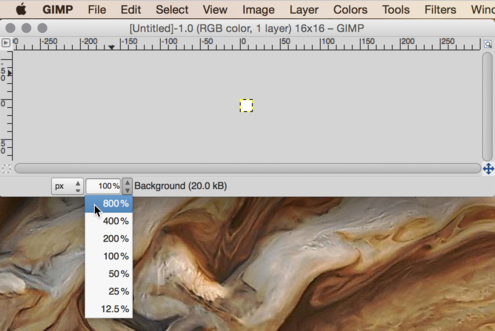 GIMP File Edit Select View Image Layer Colors Tools Filters
[Untitled]-1.0 (RGB color, 1 layer) 16x16 – GIMP
-250 -200 -150 -100 -50 0 50 100 150 200 250
px 100% Background (20.0 kB)
800%
400%
200%
100%
50%
25%
12.5%